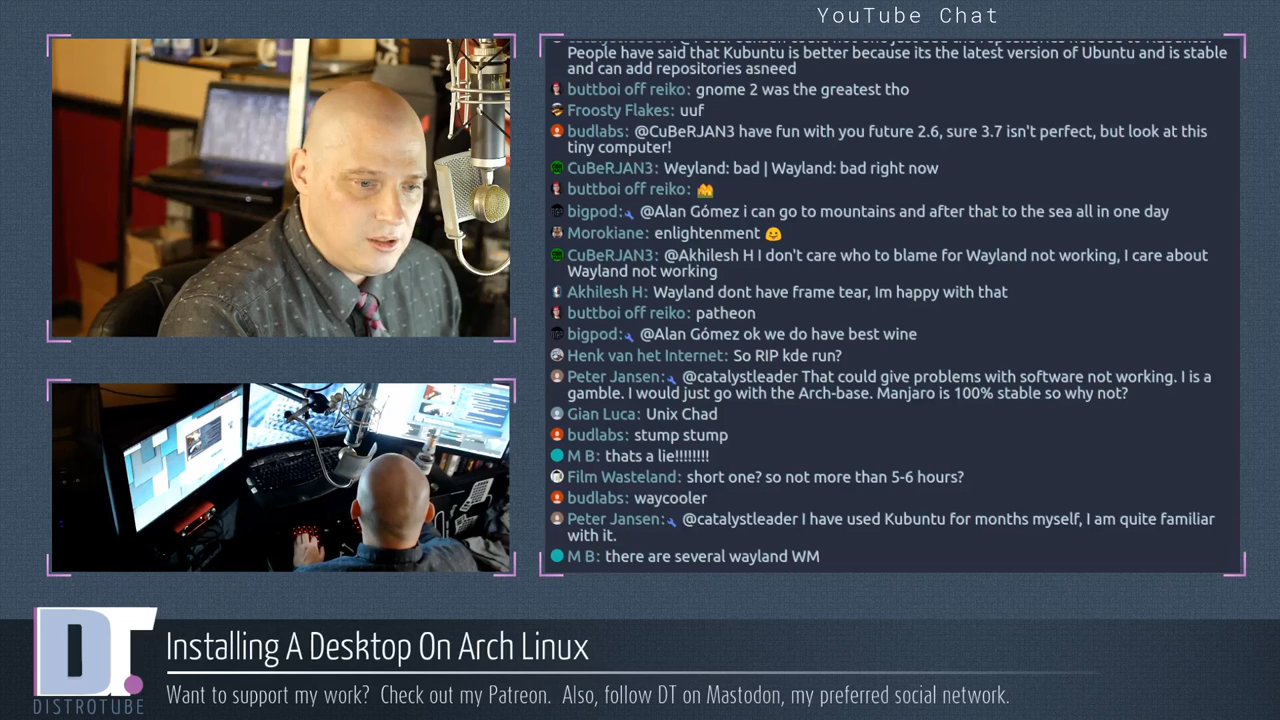 YouTube Chat
People have said that Kubuntu is better because its the latest version of Ubuntu and is stable
and can add repositories asneed
buttboi off reiko: gnome 2 was the greatest tho
Froosty Flakes: uuf
budlabs: @CuBeRJAN3 have fun with you future 2.6, sure 3.7 isn't perfect, but look at this
tiny computer!
CuBeRJAN3: Weyland: bad | Wayland: bad right now
buttboi off reiko:
bigpod: @Alan Gómez i can go to mountains and after that to the sea all in one day
Morokiane: enlightenment 🤗
CuBeRJAN3: @Akhilesh H I don't care who to blame for Wayland not working, I care about
Wayland not working
Akhilesh H: Wayland dont have frame tear, Im happy with that
buttboi off reiko: patheon
bigpod: @Alan Gómez ok we do have best wine
Henk van het Internet: So RIP kde run?
Peter Jansen: @catalystleader That could give problems with software not working. I is a
gamble. I would just go with the Arch-base. Manjaro is 100% stable so why not?
Gian Luca: Unix Chad
budlabs: stump stump
M B: thats a lie!!!!!!!!
Film Wasteland: short one? so not more than 5-6 hours?
budlabs: waycooler
Peter Jansen: @catalystleader I have used Kubuntu for months myself, I am quite familiar
with it.
M B: there are several wayland WM
DT
DISTROTUBE
Installing A Desktop On Arch Linux
Want to support my work? Check out my Patreon. Also, follow DT on Mastodon, my preferred social network.